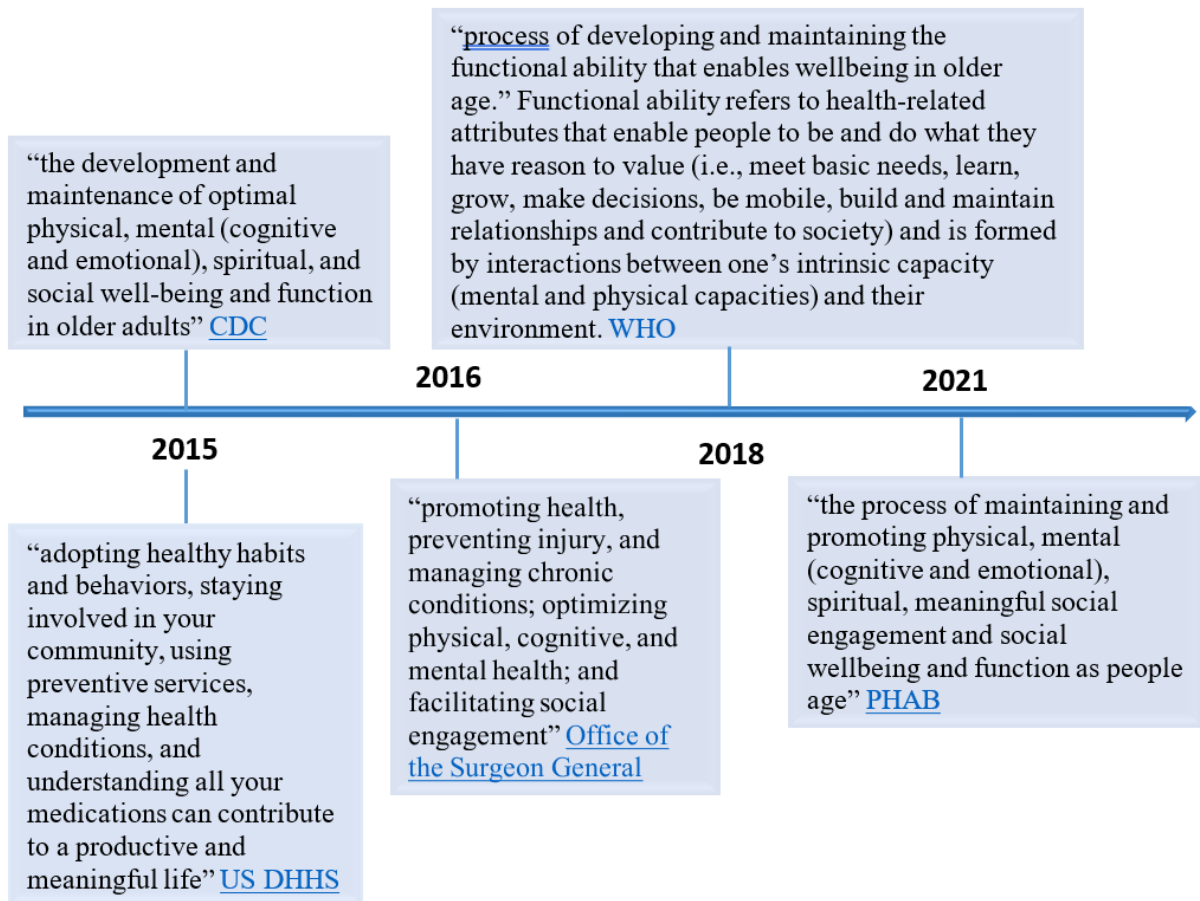 “the development and
maintenance of optimal
physical, mental (cognitive
and emotional), spiritual, and
social well-being and function
in older adults” CDC
“process of developing and maintaining the
functional ability that enables wellbeing in older
age.” Functional ability refers to health-related
attributes that enable people to be and do what they
have reason to value (i.e., meet basic needs, learn,
grow, make decisions, be mobile, build and maintain
relationships and contribute to society) and is formed
by interactions between one’s intrinsic capacity
(mental and physical capacities) and their
environment. WHO
2016
2021
2015
2018
“adopting healthy habits
and behaviors, staying
involved in your
community, using
preventive services,
managing health
conditions, and
understanding all your
medications can contribute
to a productive and
meaningful life” US DHHS
“promoting health,
preventing injury, and
managing chronic
conditions; optimizing
physical, cognitive, and
mental health; and
facilitating social
engagement” Office of
the Surgeon General
“the process of maintaining and
promoting physical, mental
(cognitive and emotional),
spiritual, meaningful social
engagement and social
wellbeing and function as people
age” PHAB